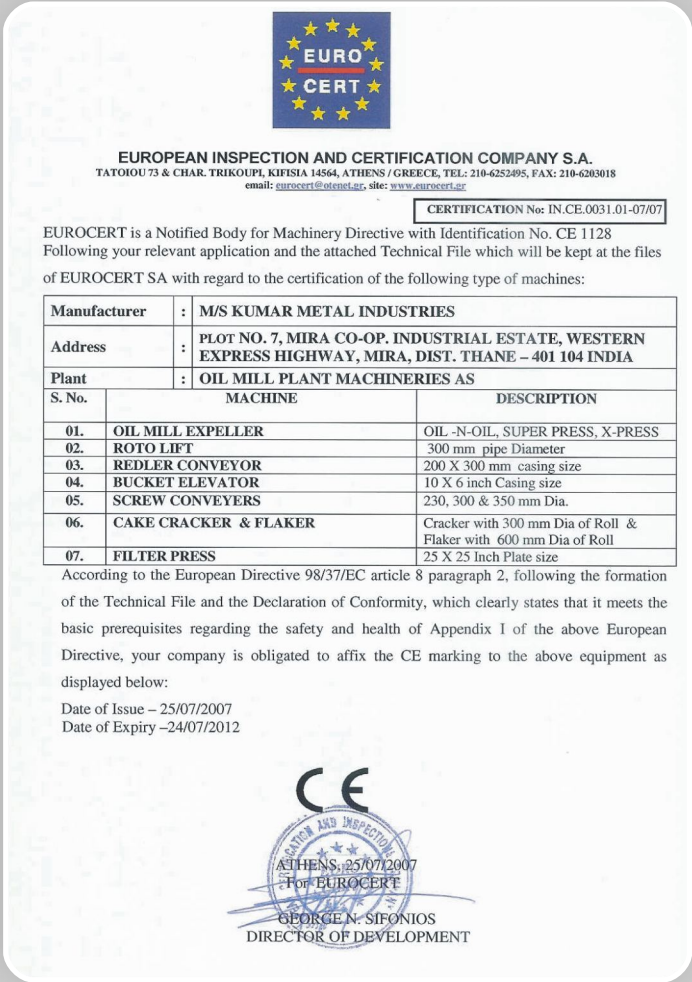 EURO
CERT
EUROPEAN INSPECTION AND CERTIFICATION COMPANY S.A.
TATOIOU 73 & CHAR. TRIKOUPI, KIFISIA 14564, ATHENS / GREECE, TEL: 210-6252495, FAX: 210-6203018
email: eurocert@otenet.gr, site: www.eurocert.gr
CERTIFICATION No: IN.CE.0031.01-07/07
EUROCERT is a Notified Body for Machinery Directive with Identification No. CE 1128
Following your relevant application and the attached Technical File which will be kept at the files
of EUROCERT SA with regard to the certification of the following type of machines:
Manufacturer : M/S KUMAR METAL INDUSTRIES
Address : PLOT NO. 7, MIRA CO-OP. INDUSTRIAL ESTATE, WESTERN
EXPRESS HIGHWAY, MIRA, DIST. THANE – 401 104 INDIA
Plant : OIL MILL PLANT MACHINERIES AS
S. No. MACHINE DESCRIPTION
01. OIL MILL EXPELLER OIL -N-OIL, SUPER PRESS, X-PRESS
02. ROTO LIFT 300 mm pipe Diameter
03. REDLER CONVEYOR 200 X 300 mm casing size
04. BUCKET ELEVATOR 10 X 6 inch Casing size
05. SCREW CONVEYERS 230, 300 & 350 mm Dia.
06. CAKE CRACKER & FLAKER Cracker with 300 mm Dia of Roll &
Flaker with 600 mm Dia of Roll
07. FILTER PRESS 25 X 25 Inch Plate size
According to the European Directive 98/37/EC article 8 paragraph 2, following the formation
of the Technical File and the Declaration of Conformity, which clearly states that it meets the
basic prerequisites regarding the safety and health of Appendix I of the above European
Directive, your company is obligated to affix the CE marking to the above equipment as
displayed below:
Date of Issue – 25/07/2007
Date of Expiry –24/07/2012
CE
ATHENS, 25/07/2007
For EUROCERT
GEORGE N. SIFONIOS
DIRECTOR OF DEVELOPMENT